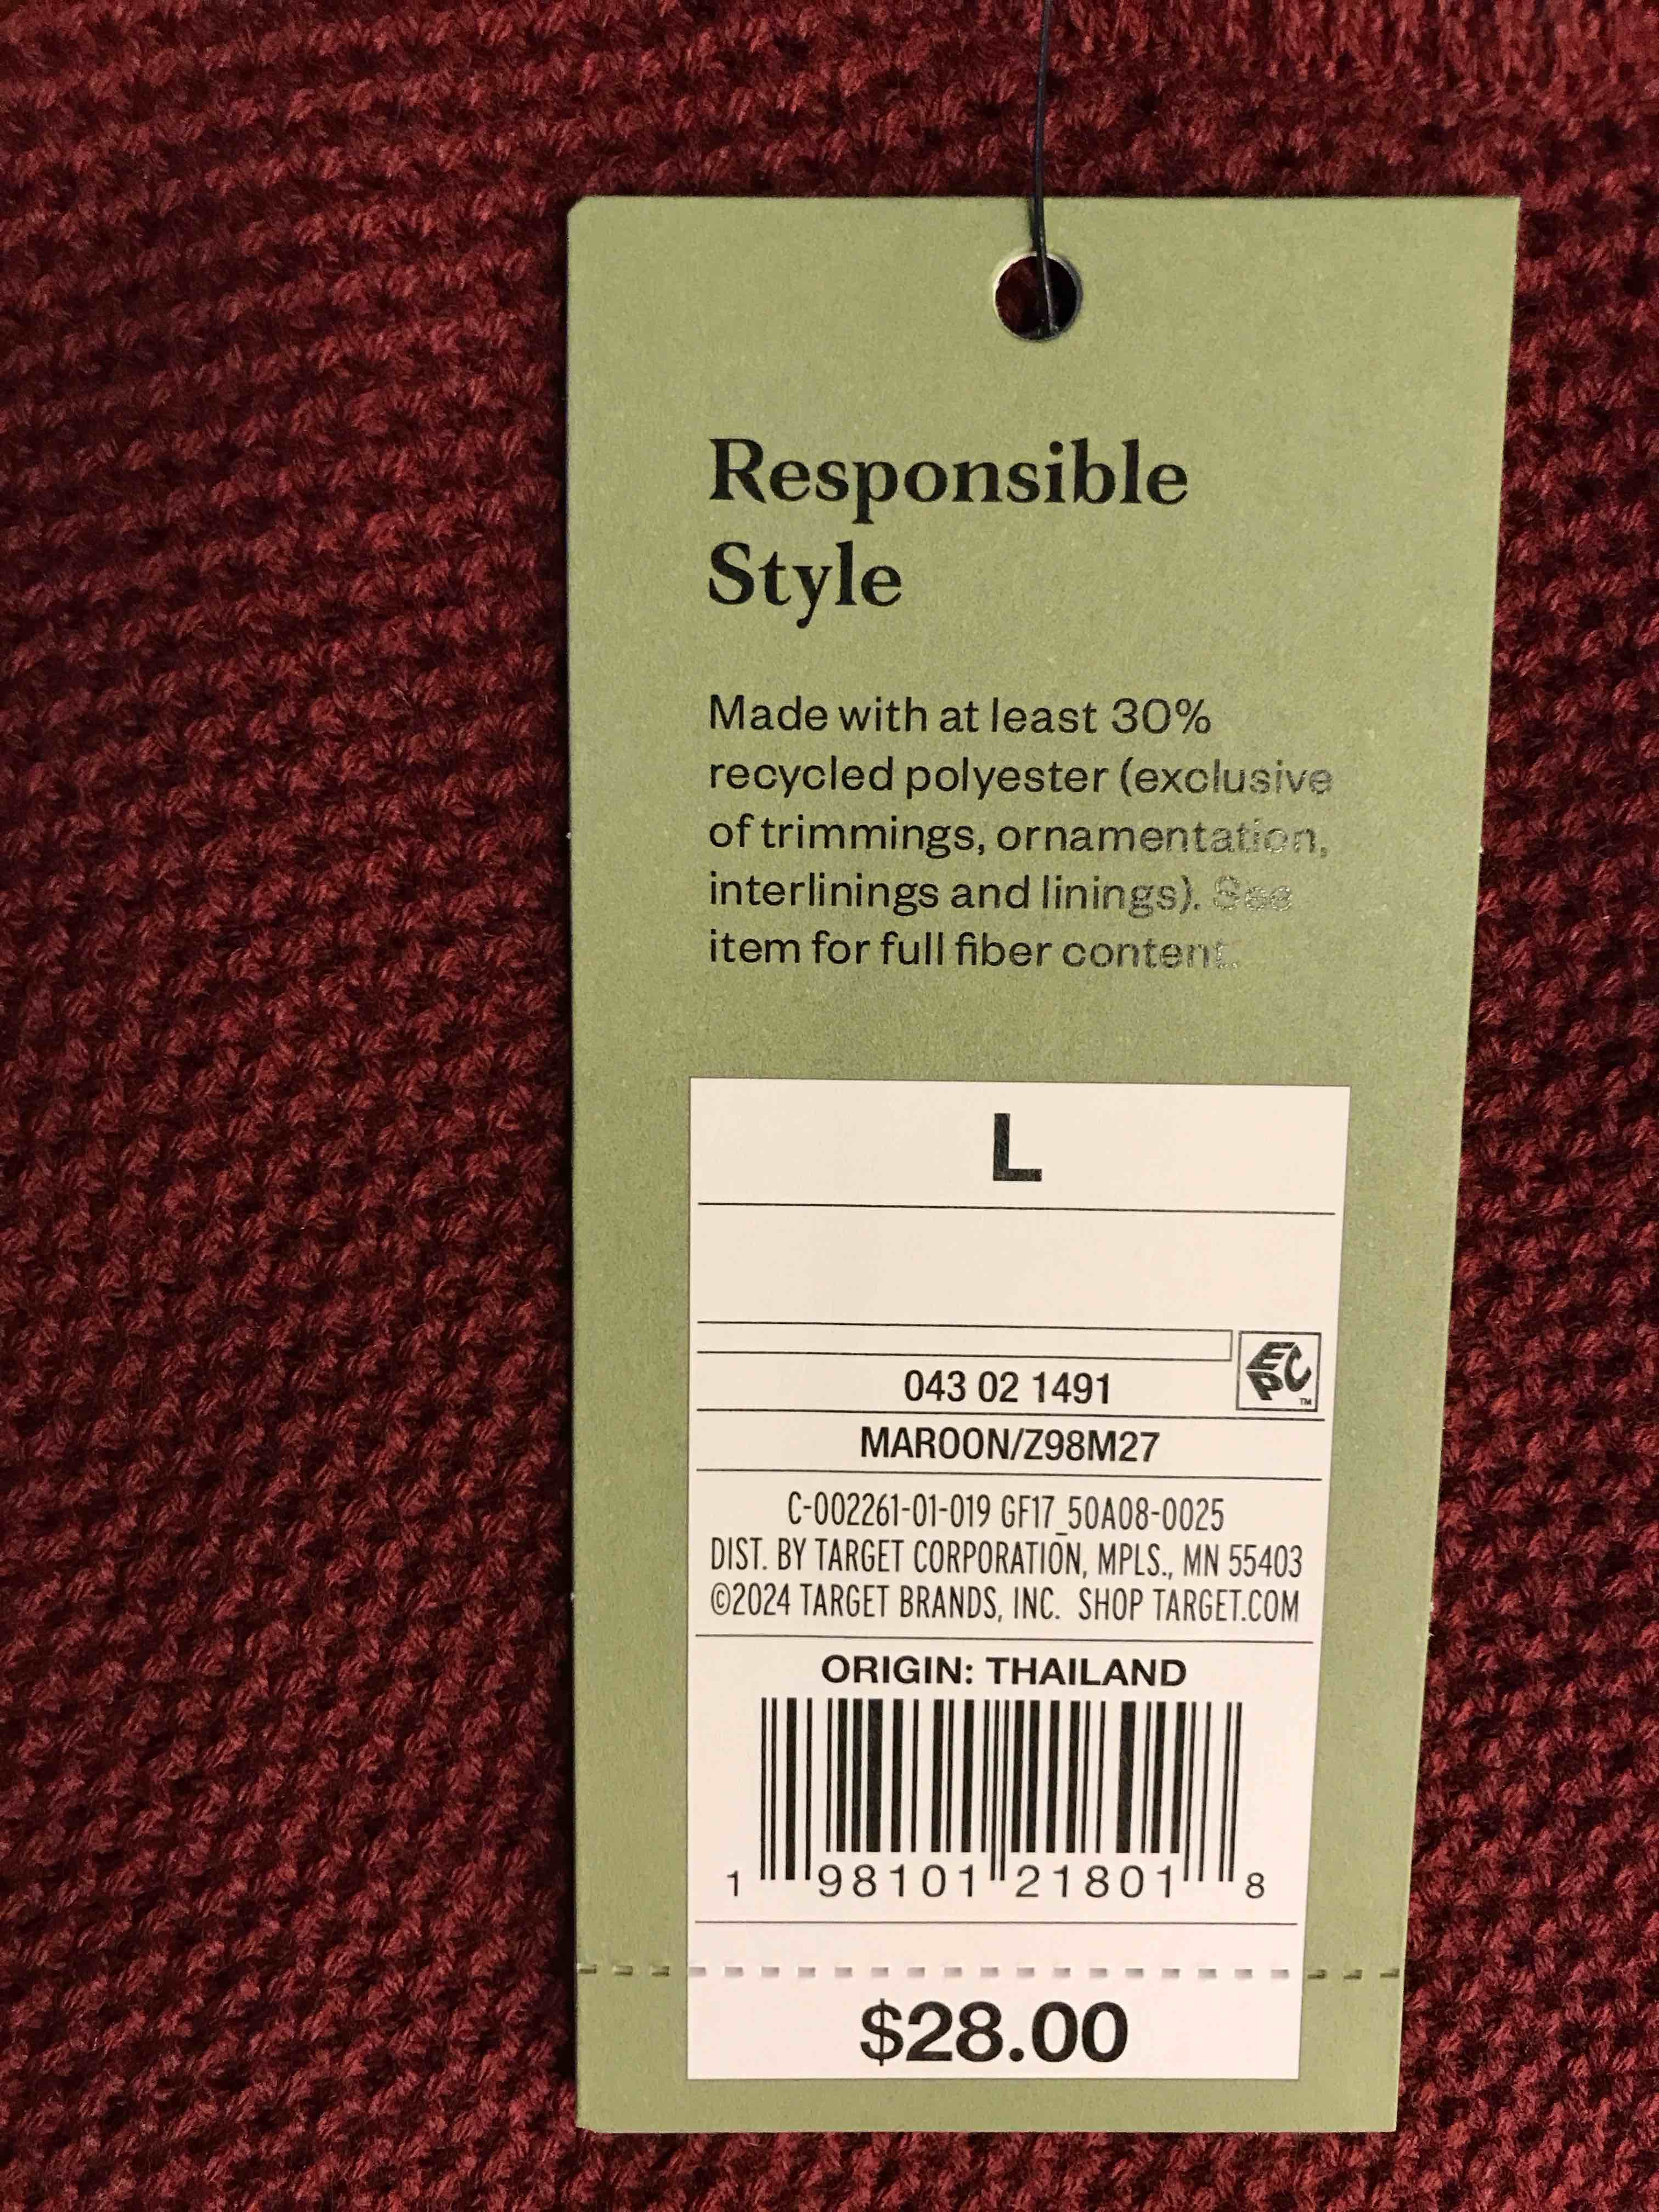 Responsible
Style
Made with at least 30%
recycled polyester (exclusive
of trimmings, ornamentation,
interlinings and linings). See
item for full fiber content.
L
EPC
TM
043 02 1491
MAROON/Z98M27
C-002261-01-019 GF17_50A08-0025
DIST. BY TARGET CORPORATION, MPLS., MN 55403
©2024 TARGET BRANDS, INC. SHOP TARGET.COM
ORIGIN: THAILAND
1 98101 21801 8
$28.00